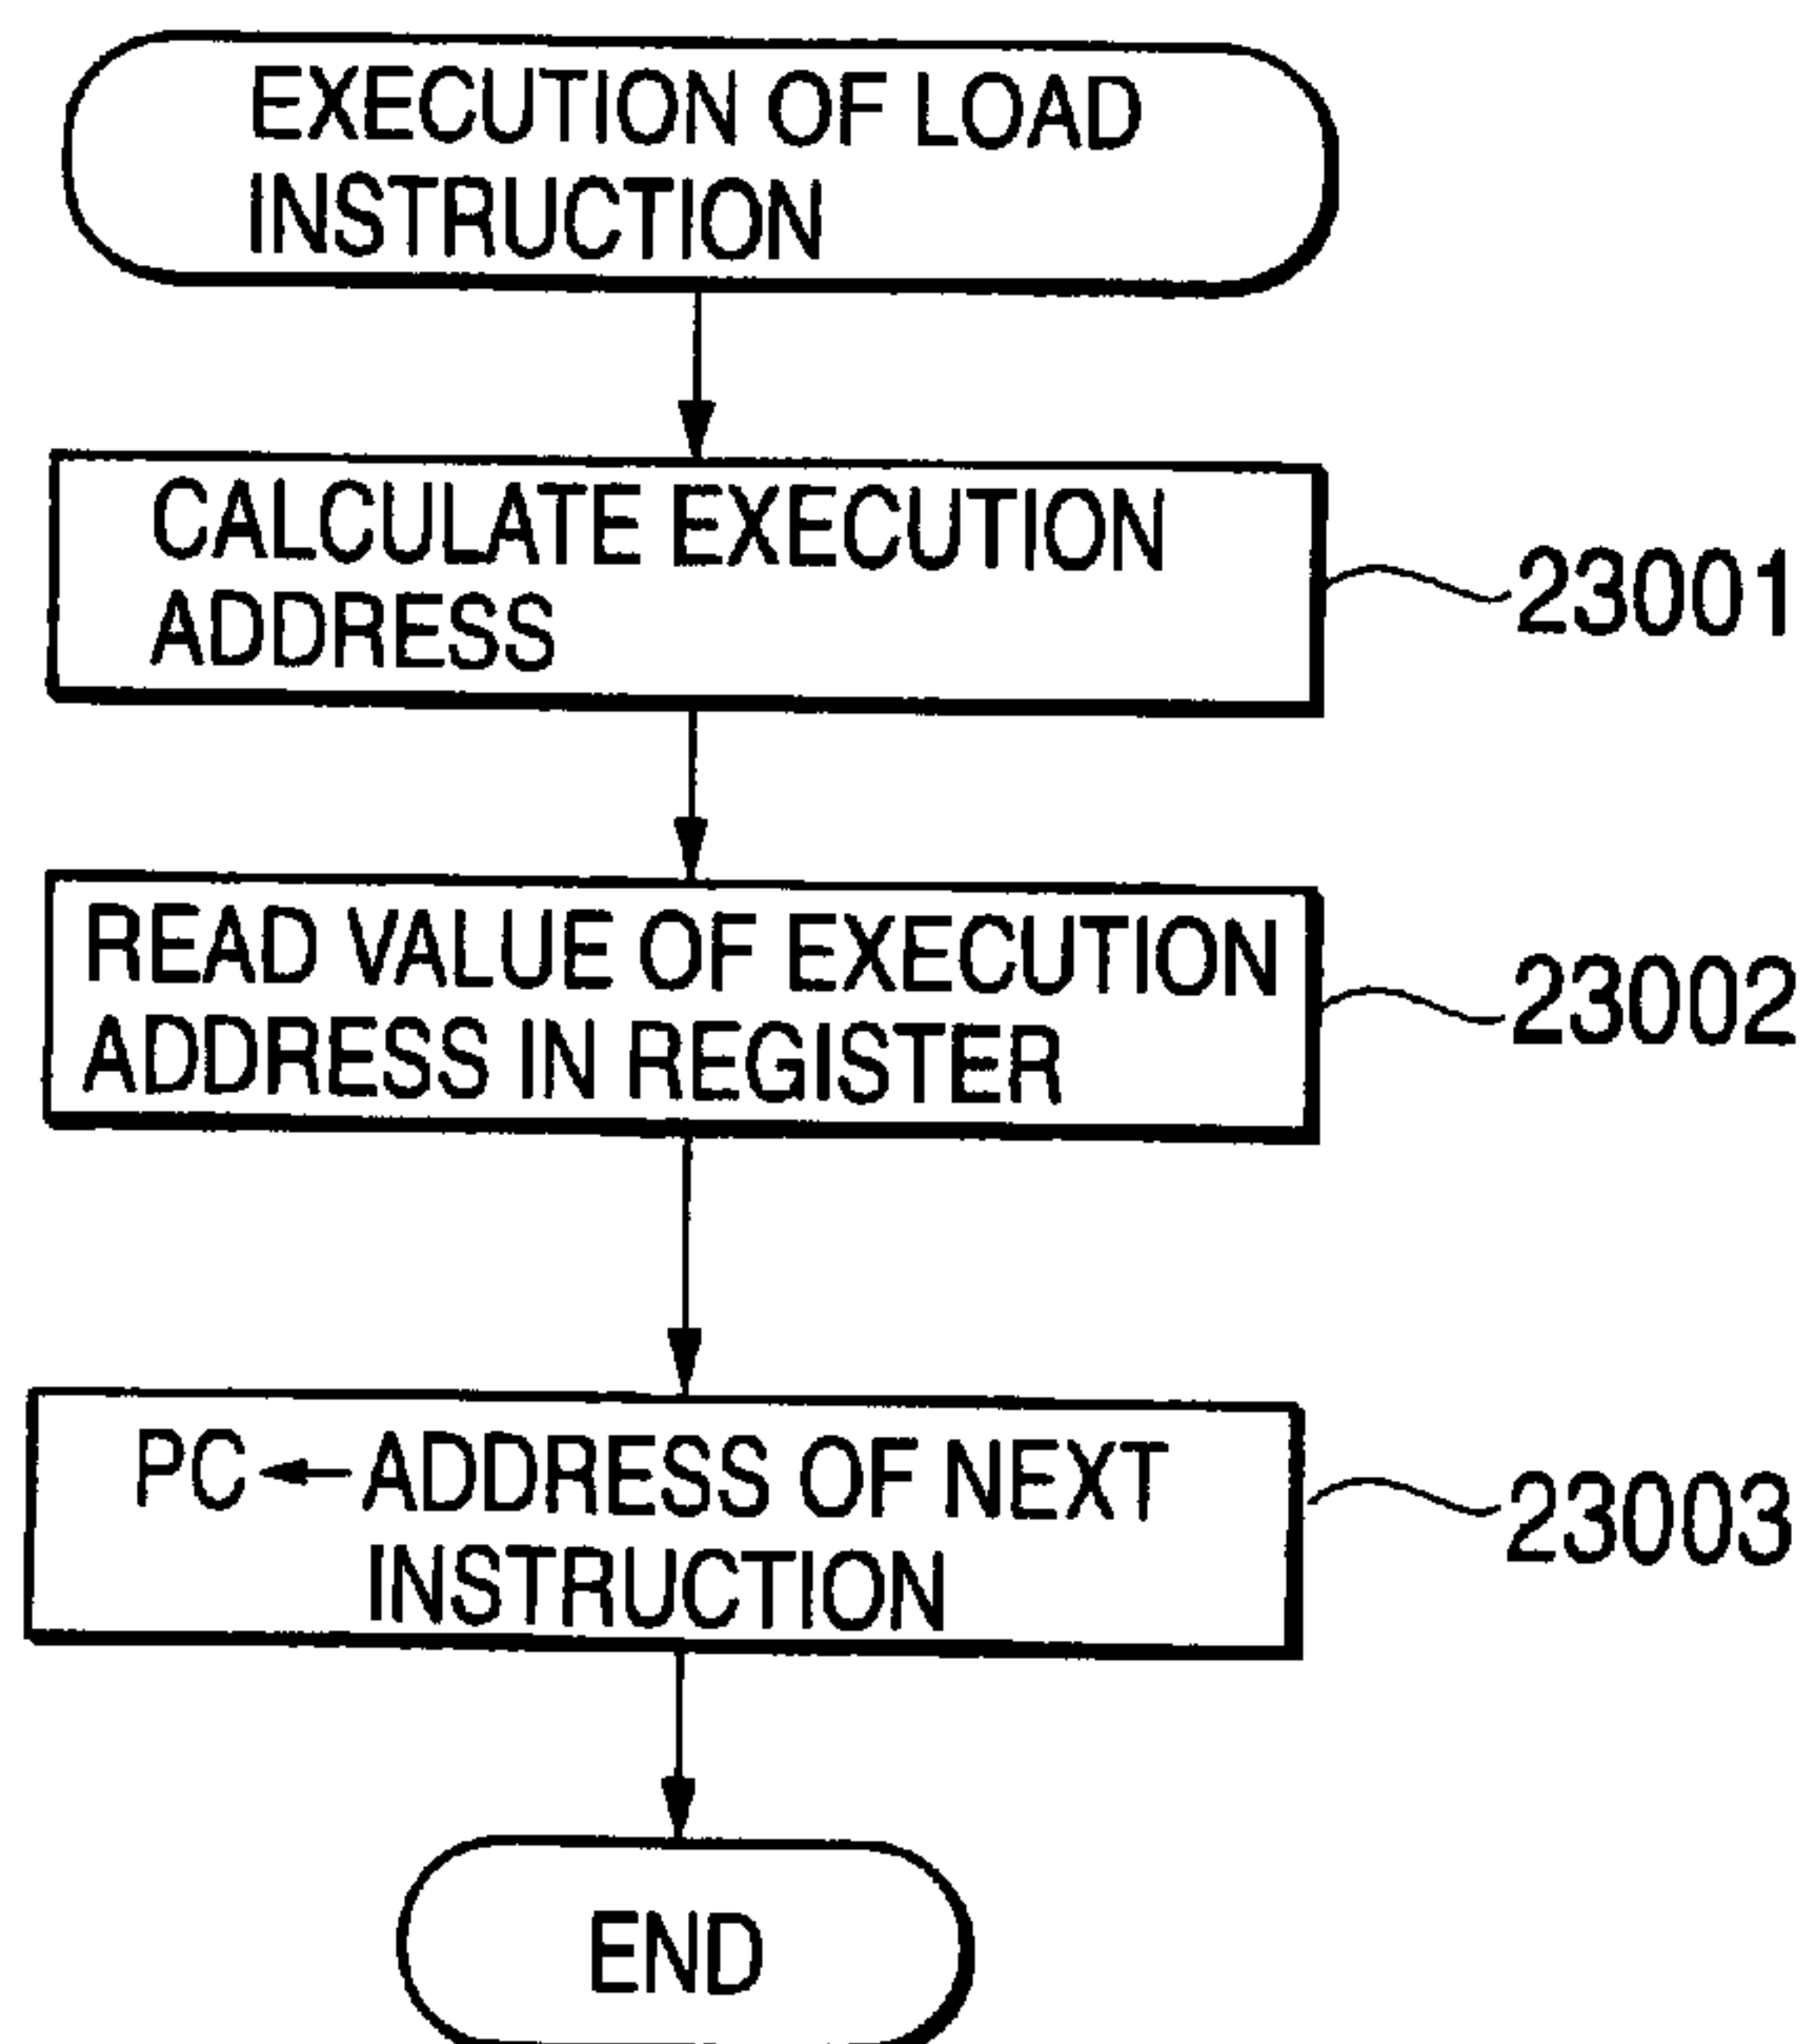 EXECUTION OF LOAD
INSTRUCTION
CALCULATE EXECUTION
ADDRESS
23001
READ VALUE OF EXECUTION
ADDRESS IN REGISTER
23002
PC ← ADDRESS OF NEXT
INSTRUCTION
23003
END